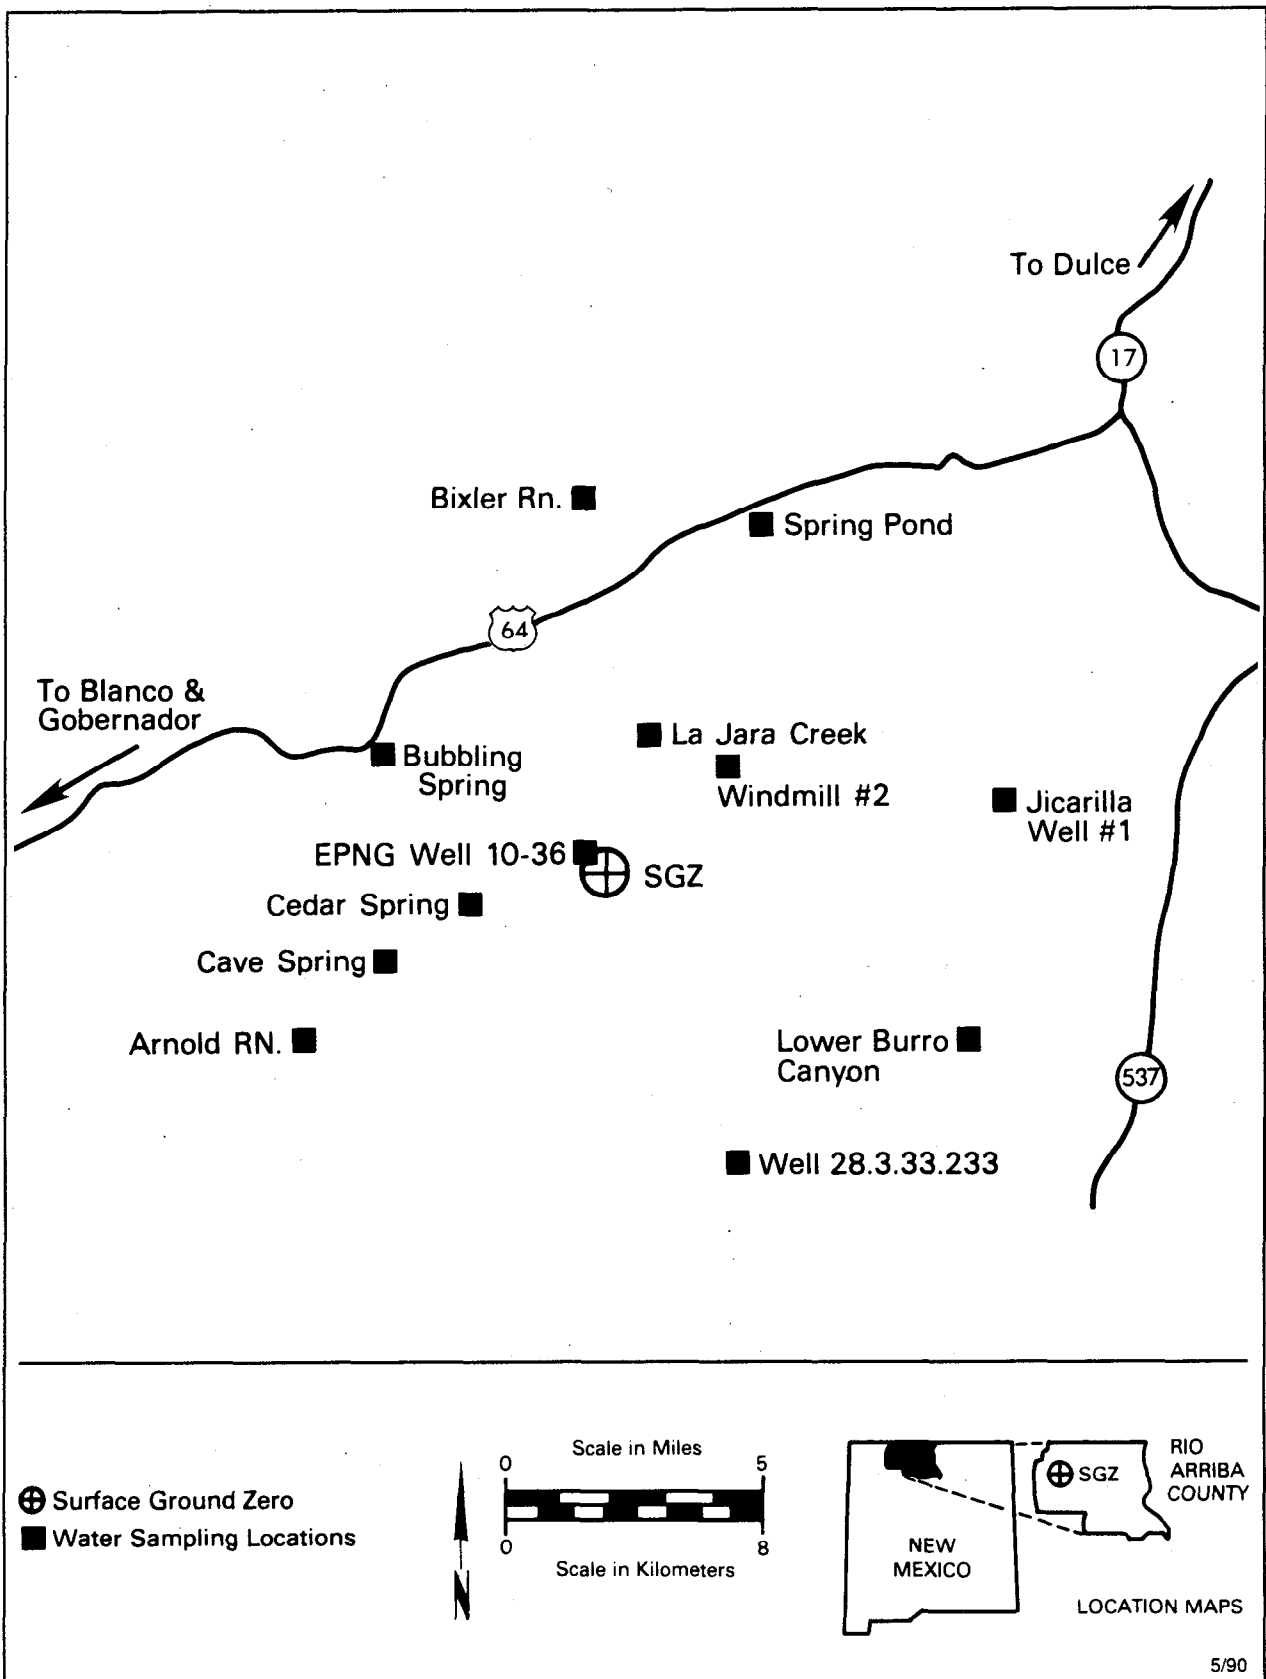 To Dulce
17
Bixler Rn.
Spring Pond
64
To Blanco &
Gobernador
La Jara Creek
Bubbling
Spring
Windmill #2
Jicarilla
Well #1
EPNG Well 10-36
SGZ
Cedar Spring
Cave Spring
Arnold RN.
Lower Burro
Canyon
537
Well 28.3.33.233
Surface Ground Zero
Water Sampling Locations
N
Scale in Miles
0 5
0 8
Scale in Kilometers
SGZ
RIO
ARRIBA
COUNTY
NEW
MEXICO
LOCATION MAPS
5/90